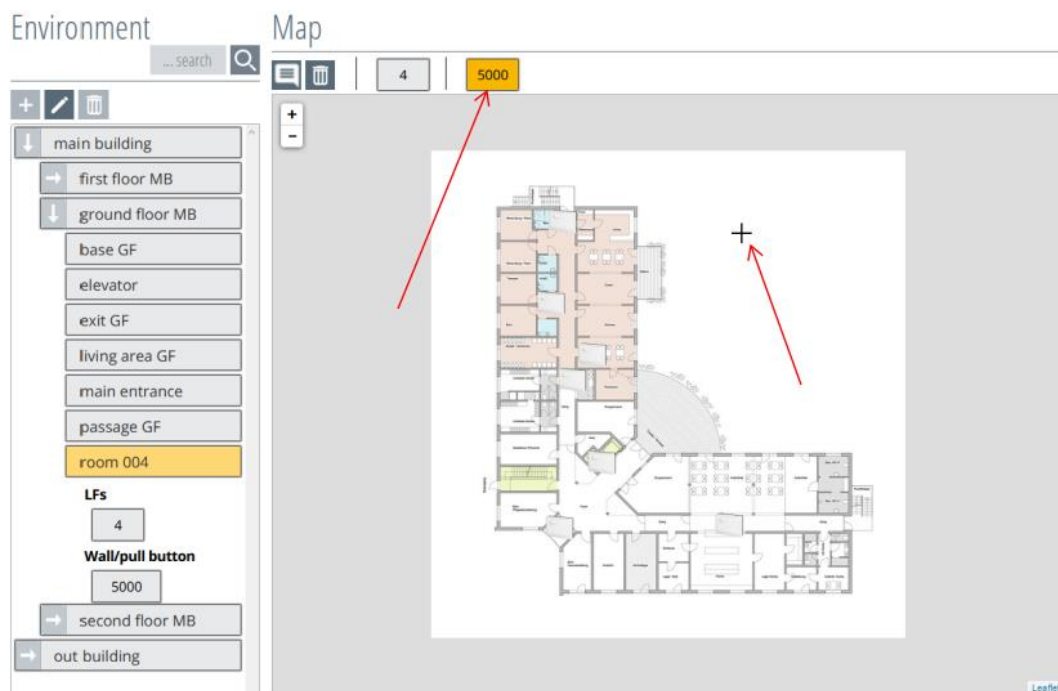 Environment
Map
... search
4
5000
+
-
main building
first floor MB
ground floor MB
base GF
elevator
exit GF
living area GF
main entrance
passage GF
room 004
LFs
4
Wall/pull button
5000
second floor MB
out building